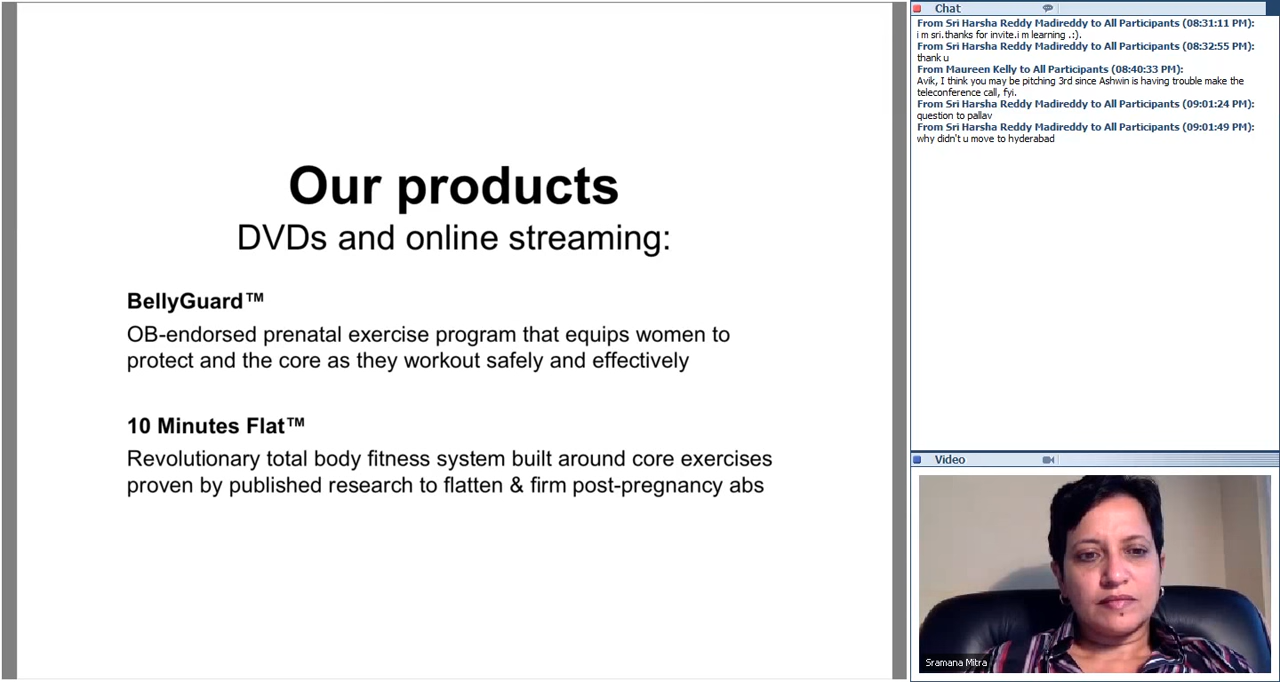 Our products
DVDs and online streaming:
BellyGuard™
OB-endorsed prenatal exercise program that equips women to
protect and the core as they workout safely and effectively
10 Minutes Flat™
Revolutionary total body fitness system built around core exercises
proven by published research to flatten & firm post-pregnancy abs
Chat
From Sri Harsha Reddy Madireddy to All Participants (08:31:11 PM):
i m sri.thanks for invite.i m learning .:).
From Sri Harsha Reddy Madireddy to All Participants (08:32:55 PM):
thank u
From Maureen Kelly to All Participants (08:40:33 PM):
Avik, I think you may be pitching 3rd since Ashwin is having trouble make the
teleconference call, fyi.
From Sri Harsha Reddy Madireddy to All Participants (09:01:24 PM):
question to pallav
From Sri Harsha Reddy Madireddy to All Participants (09:01:49 PM):
why didn't u move to hyderabad
Video
Sramana Mitra